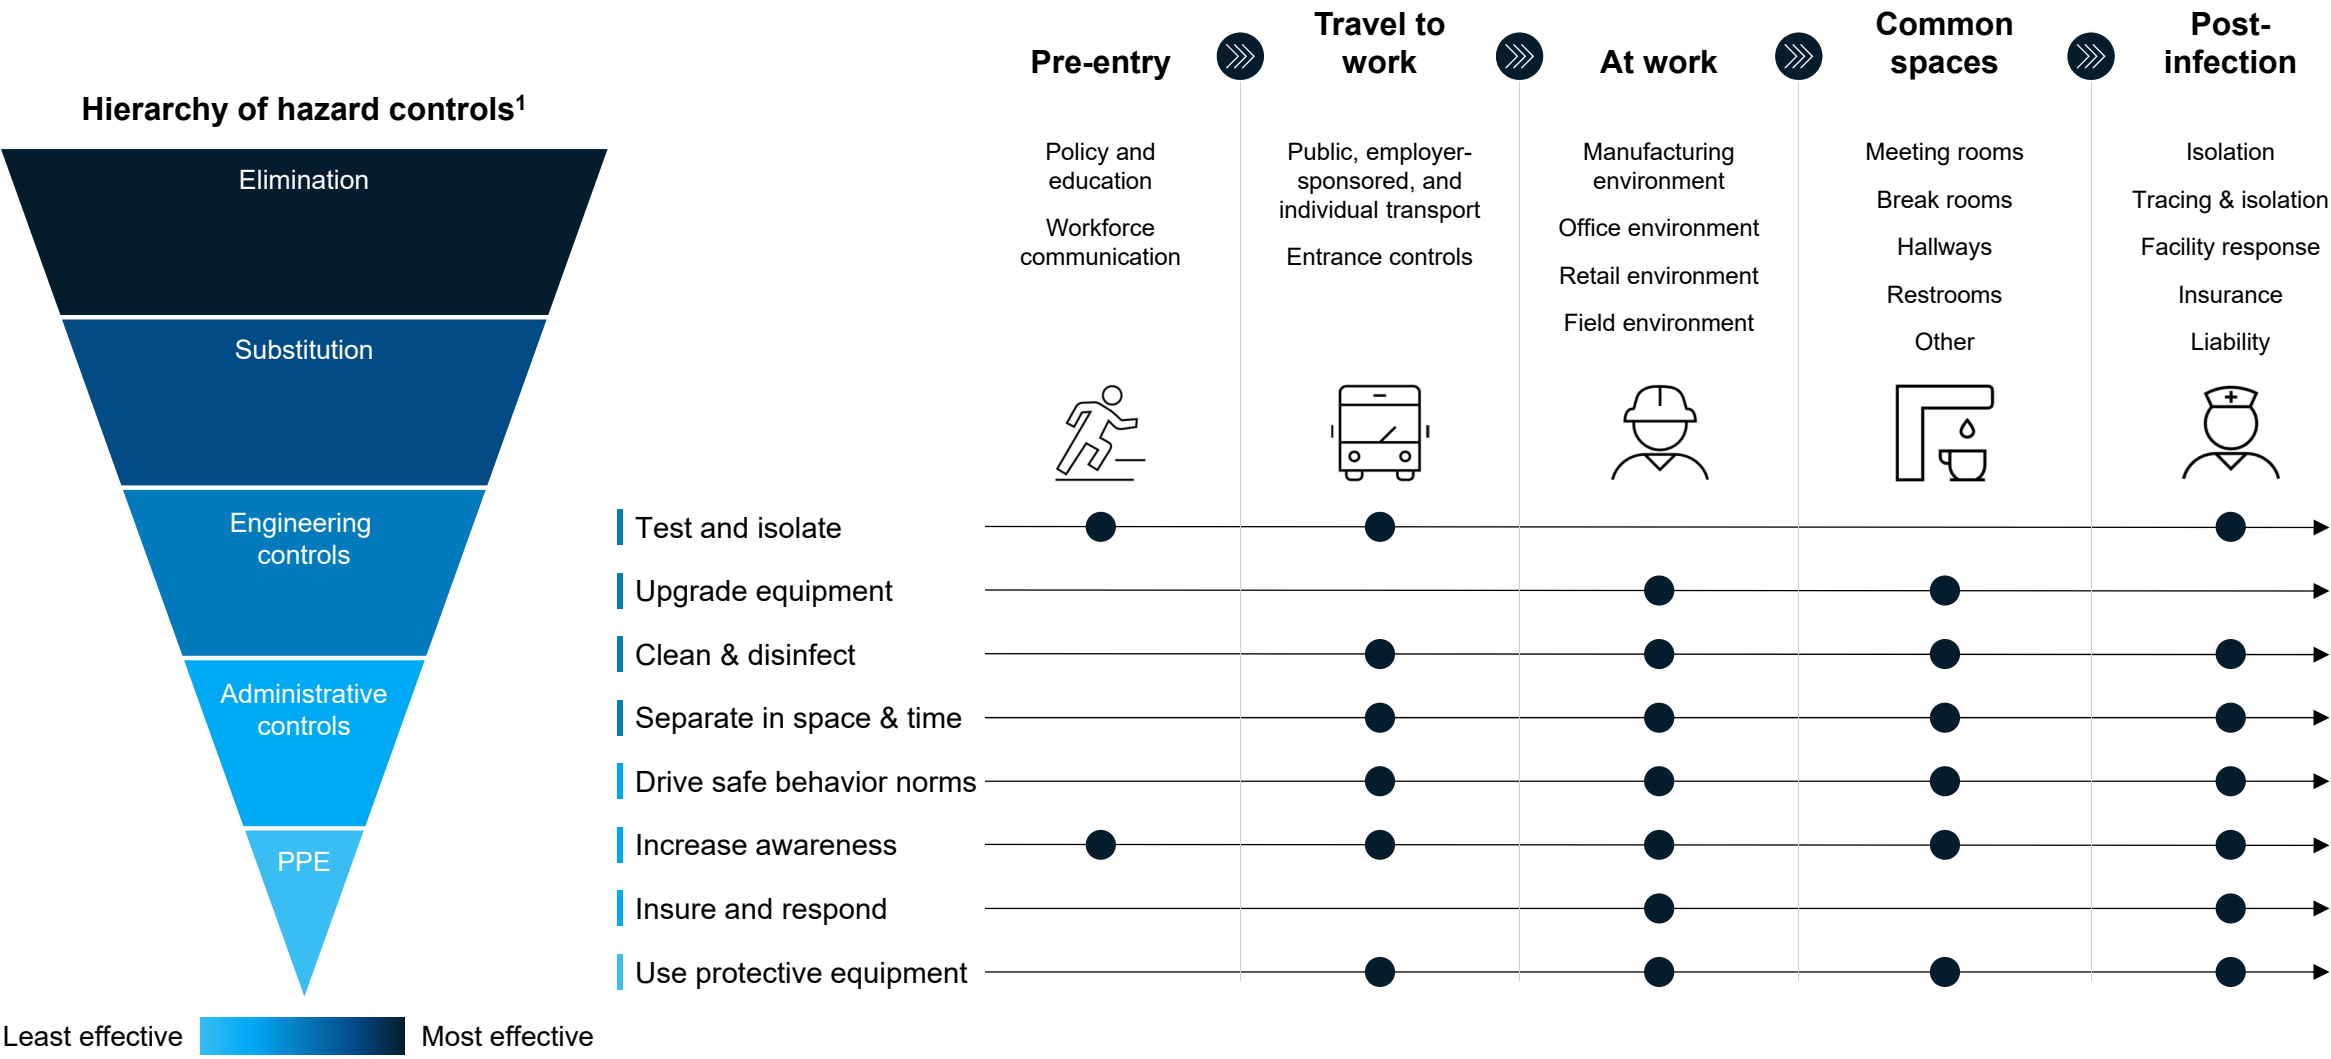 Hierarchy of hazard controls1
Elimination
Substitution
Engineering
controls
Administrative
controls
PPE
Least effective
Most effective
Pre-entry
Policy and
education
Workforce
communication
Travel to
work
Public, employer-
sponsored, and
individual transport
Entrance controls
At work
Manufacturing
environment
Office environment
Retail environment
Field environment
Common
spaces
Meeting rooms
Break rooms
Hallways
Restrooms
Other
Post-
infection
Isolation
Tracing & isolation
Facility response
Insurance
Liability
Test and isolate
Upgrade equipment
Clean & disinfect
Separate in space & time
Drive safe behavior norms
Increase awareness
Insure and respond
Use protective equipment